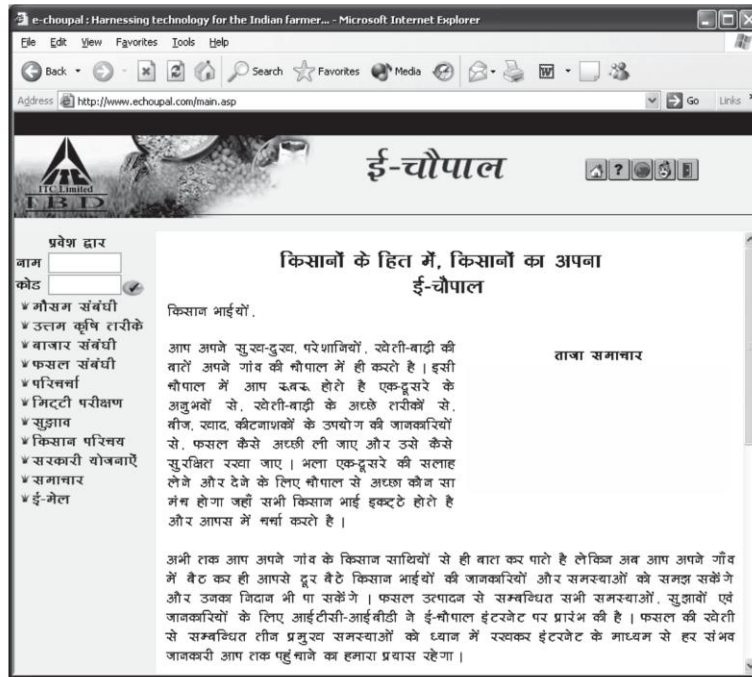 e-choupal : Harnessing technology for the Indian farmer... - Microsoft Internet Explorer
File Edit View Favorites Tools Help
Back Search Favorites Media
Address http://www.echoupal.com/main.asp Go Links
ITC Limited
IBD
ई-चौपाल
प्रवेश द्वार
नाम
कोड
मौसम संबंधी
उत्तम कृषि तरीके
बाजार संबंधी
फसल संबंधी
परिचर्चा
मिट्टी परीक्षण
सुझाव
किसान परिचय
सरकारी योजनाऐं
समाचार
ई-मेल
किसानों के हित में, किसानों का अपना
ई-चौपाल
किसान भाईयों,
आप अपने सुख-दुख, परेशानियों, खेती-बाड़ी की
बातें अपने गांव की चौपाल में ही करते है | इसी
चौपाल में आप रूबरू होते है एक-दूसरे के
अनुभवों से, खेती-बाड़ी के अच्छे तरीकों से,
बीज, खाद, कीटनाशकों के उपयोग की जानकारियों
से, फसल कैसे अच्छी ली जाए और उसे कैसे
सुरक्षित रखा जाए | भला एक-दूसरे की सलाह
लेने और देने के लिए चौपाल से अच्छा कौन सा
मंच होगा जहाँ सभी किसान भाई इकट्ठे होते है
और आपस में चर्चा करते है |
ताजा समाचार
अभी तक आप अपने गांव के किसान साथियों से ही बात कर पाते है लेकिन अब आप अपने गाँव
में बैठ कर ही आपसे दूर बैठे किसान भाईयों की जानकारियों और समस्याओं को समझ सकेंगे
और उनका निदान भी पा सकेंगे | फसल उत्पादन से सम्बन्धित सभी समस्याओं, सुझावों एवं
जानकारियों के लिए आईटीसी-आईबीडी ने ई-चौपाल इंटरनेट पर प्रारंभ की है | फसल की खेती
से सम्बन्धित तीन प्रमुख समस्याओं को ध्यान में रखकर इंटरनेट के माध्यम से हर संभव
जानकारी आप तक पहुंचाने का हमारा प्रयास रहेगा |